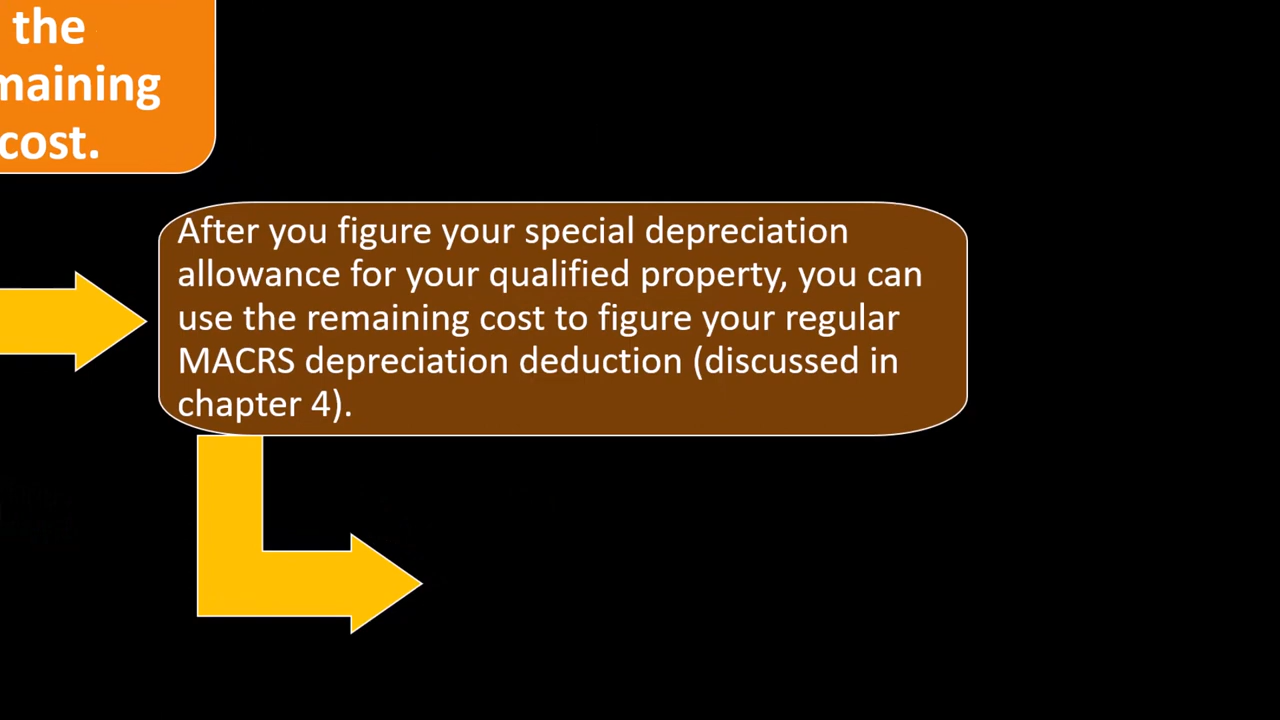 the
maining
cost.
After you figure your special depreciation
allowance for your qualified property, you can
use the remaining cost to figure your regular
MACRS depreciation deduction (discussed in
chapter 4).